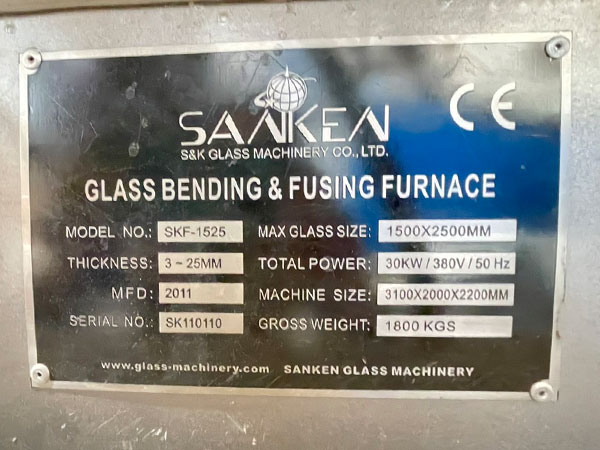 SANKEN
CE
S&K GLASS MACHINERY CO., LTD.
GLASS BENDING & FUSING FURNACE
MODEL NO.: SKF-1525 MAX GLASS SIZE: 1500X2500MM
THICKNESS: 3 ~ 25MM TOTAL POWER: 30KW / 380V / 50 Hz
MFD: 2011 MACHINE SIZE: 3100X2000X2200MM
SERIAL NO.: SK110110 GROSS WEIGHT: 1800 KGS
www.glass-machinery.com SANKEN GLASS MACHINERY